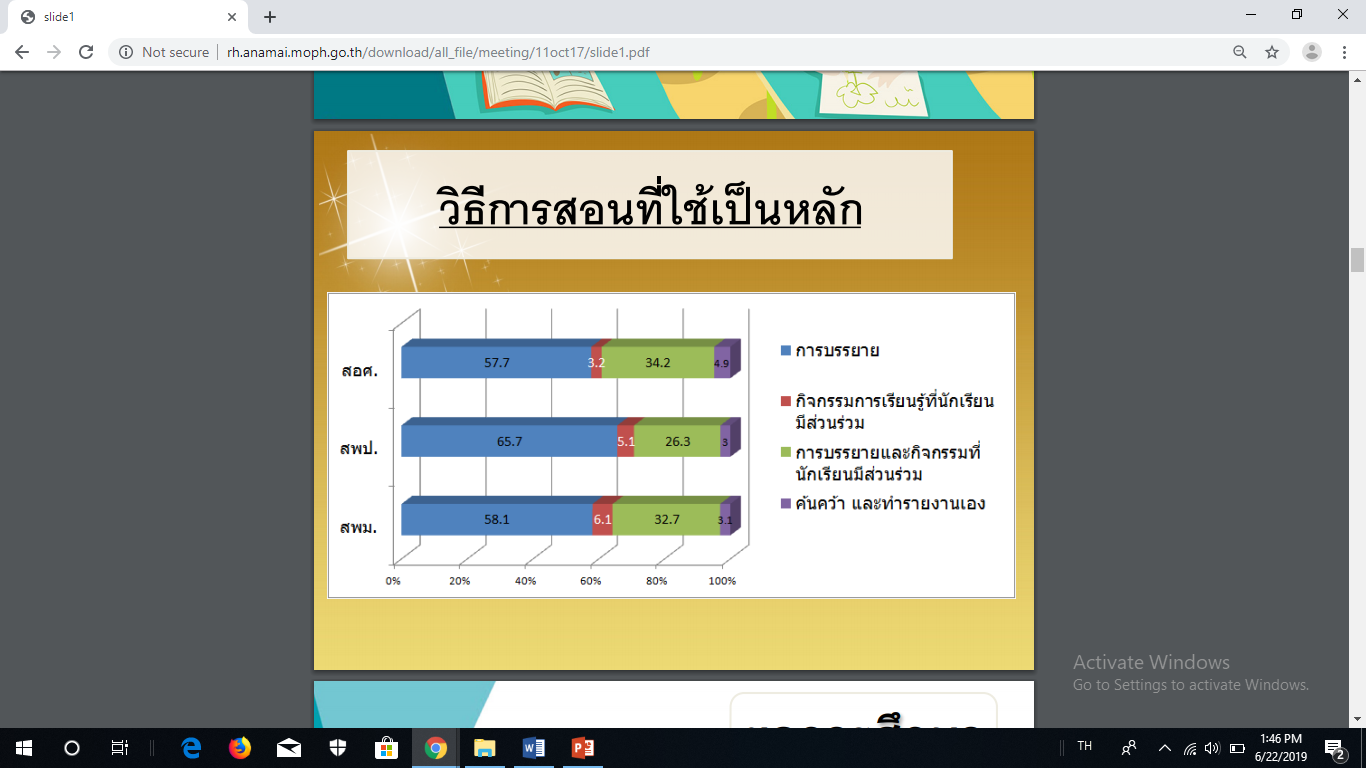 slide1
Not secure
rh.anamai.moph.go.th/download/all_file/meeting/11oct17/slide1.pdf
วิธีการสอนที่ใช้เป็นหลัก
สอศ. 57.7 3.2 34.2 4.9
สพป. 65.7 5.1 26.3 3
สพม. 58.1 6.1 32.7 3.1
0% 20% 40% 60% 80% 100%
การบรรยาย
กิจกรรมการเรียนรู้ที่นักเรียน
มีส่วนร่วม
การบรรยายและกิจกรรมที่
นักเรียนมีส่วนร่วม
ค้นคว้า และทำรายงานเอง
Activate Windows
Go to Settings to activate Windows.
TH
1:46 PM
6/22/2019
2